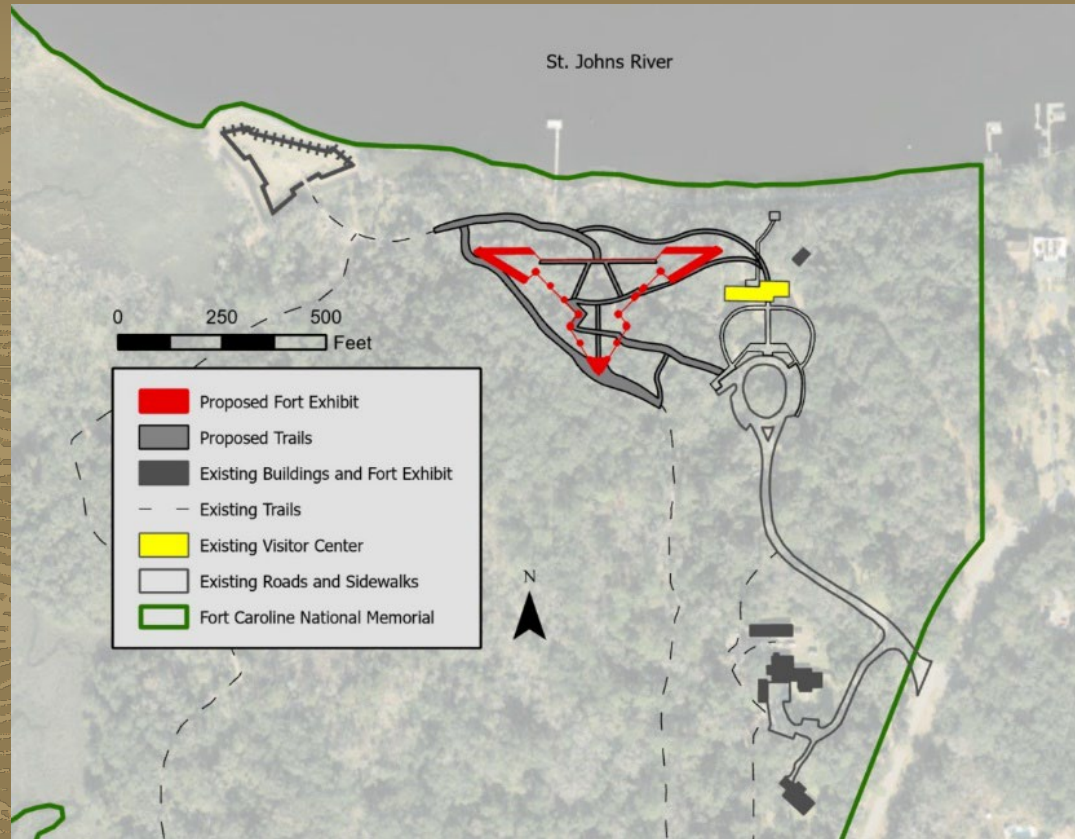 St. Johns River
0 250 500
Feet
Proposed Fort Exhibit
Proposed Trails
Existing Buildings and Fort Exhibit
Existing Trails
Existing Visitor Center
Existing Roads and Sidewalks
Fort Caroline National Memorial
N